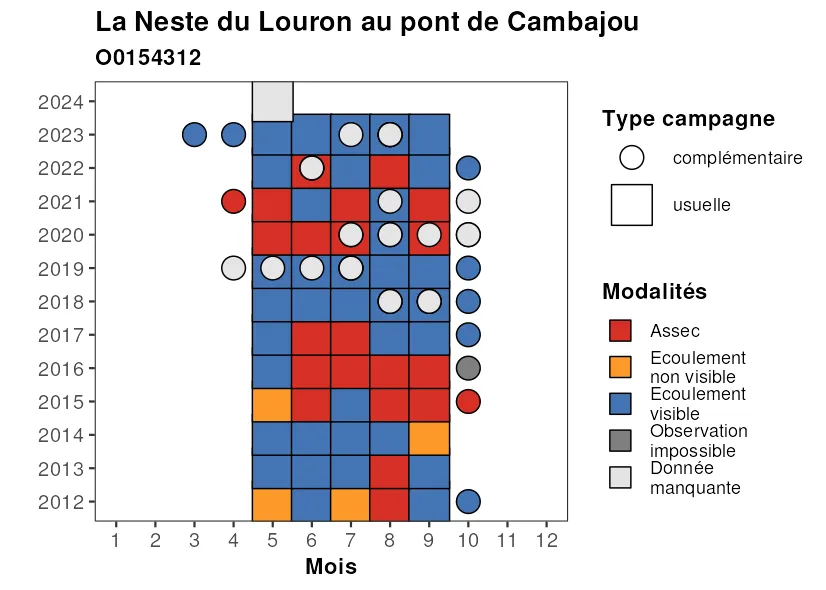 La Neste du Louron au pont de Cambajou
O0154312
2024
2023
2022
2021
2020
2019
2018
2017
2016
2015
2014
2013
2012
1 2 3 4 5 6 7 8 9 10 11 12
Mois
Type campagne
complémentaire
usuelle
Modalités
Assec
Ecoulement
non visible
Ecoulement
visible
Observation
impossible
Donnée
manquante